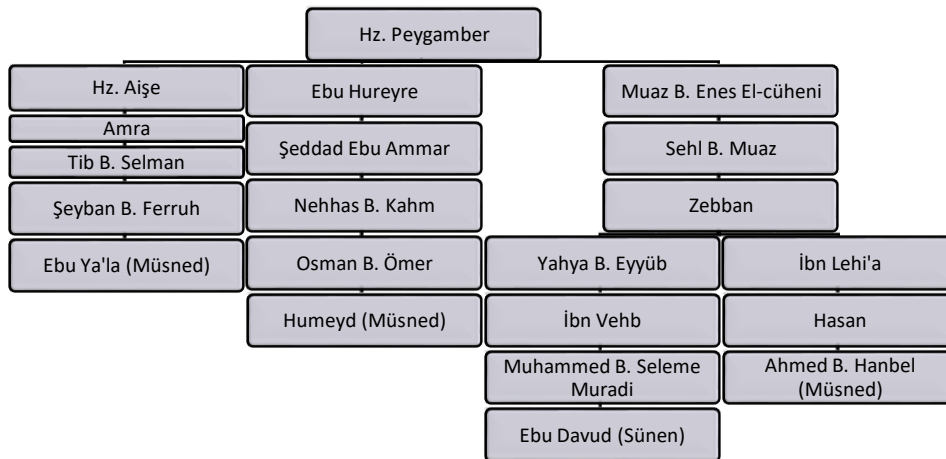 Hz. Peygamber
Hz. Aişe
Amra
Tib B. Selman
Şeyban B. Ferruh
Ebu Ya'la (Müsned)
Ebu Hureyre
Şeddad Ebu Ammar
Nehhas B. Kahm
Osman B. Ömer
Humeyd (Müsned)
Muaz B. Enes El-cüheni
Sehl B. Muaz
Zebban
Yahya B. Eyyüb
İbn Vehb
Muhammed B. Seleme
Muradi
Ebu Davud (Sünen)
İbn Lehi'a
Hasan
Ahmed B. Hanbel
(Müsned)